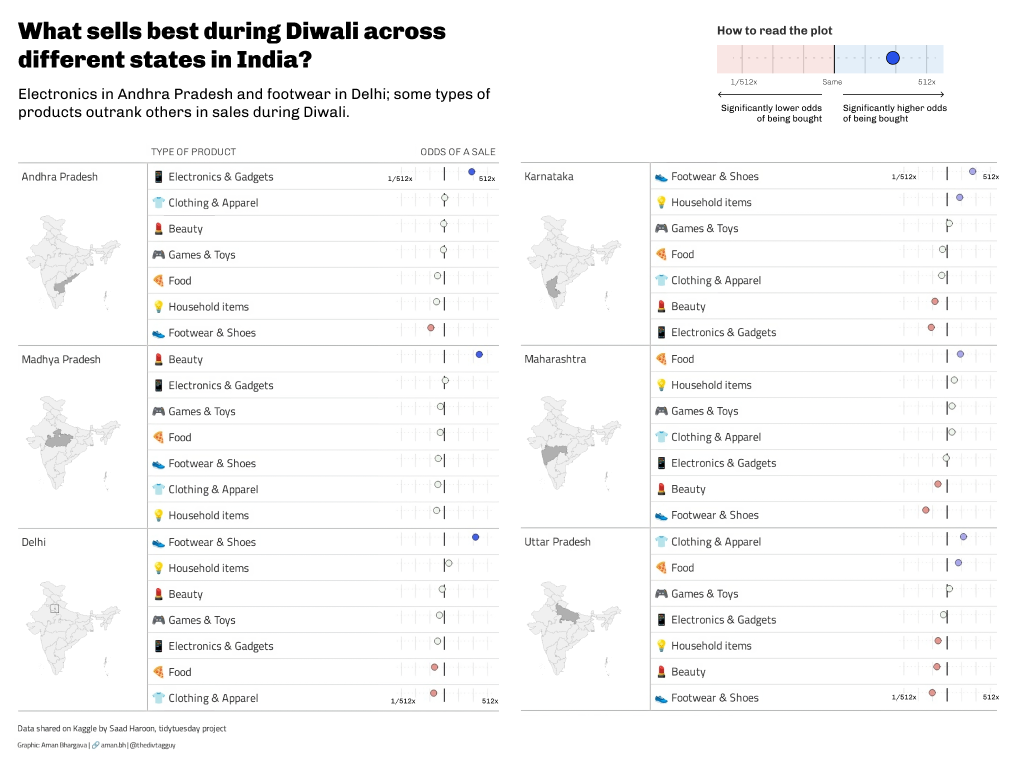 What sells best during Diwali across
different states in India?
Electronics in Andhra Pradesh and footwear in Delhi; some types of
products outrank others in sales during Diwali.
How to read the plot
1/512x Same 512x
Significantly lower odds
of being bought
Significantly higher odds
of being bought
TYPE OF PRODUCT ODDS OF A SALE
Andhra Pradesh
Electronics & Gadgets 1/512x 512x
Clothing & Apparel
Beauty
Games & Toys
Food
Household items
Footwear & Shoes
Madhya Pradesh
Beauty
Electronics & Gadgets
Games & Toys
Food
Footwear & Shoes
Clothing & Apparel
Household items
Delhi
Footwear & Shoes
Household items
Beauty
Games & Toys
Electronics & Gadgets
Food
Clothing & Apparel 1/512x 512x
Karnataka
Footwear & Shoes 1/512x 512x
Household items
Games & Toys
Food
Clothing & Apparel
Beauty
Electronics & Gadgets
Maharashtra
Food
Household items
Games & Toys
Clothing & Apparel
Electronics & Gadgets
Beauty
Footwear & Shoes
Uttar Pradesh
Clothing & Apparel
Food
Games & Toys
Electronics & Gadgets
Household items
Beauty
Footwear & Shoes 1/512x 512x
Data shared on Kaggle by Saad Haroon, tidytuesday project
Graphic: Aman Bhargava | 🔗 aman.bh | @thedivtagguy